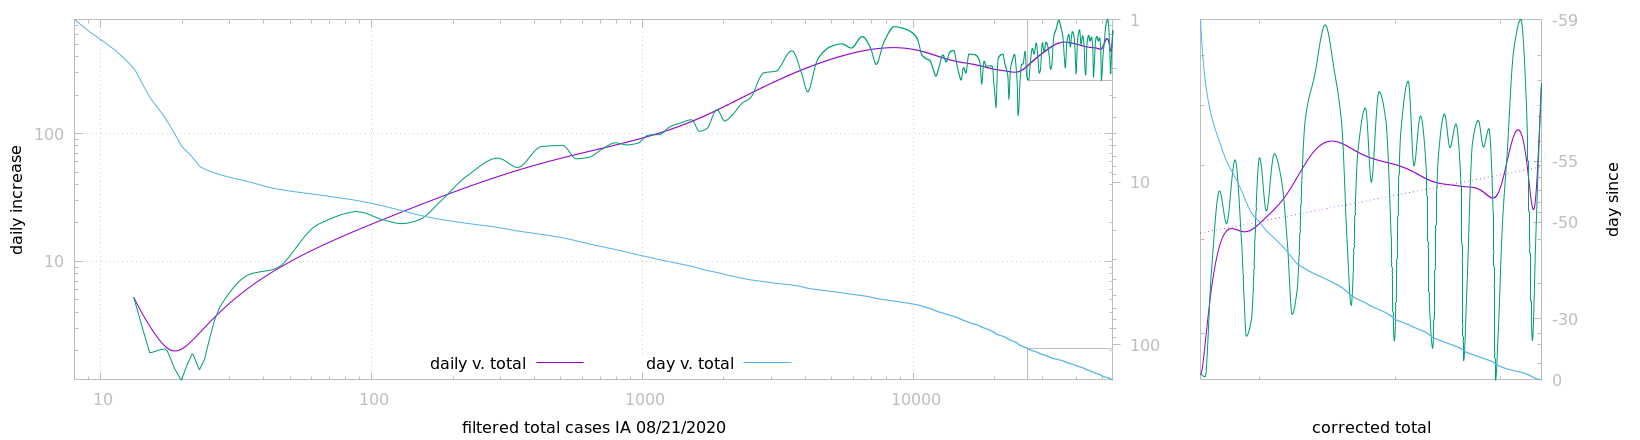 daily increase
100
10
10
100
1000
10000
1
10
100
daily v. total
day v. total
filtered total cases IA 08/21/2020
-59
-55
-50
-30
0
day since
corrected total